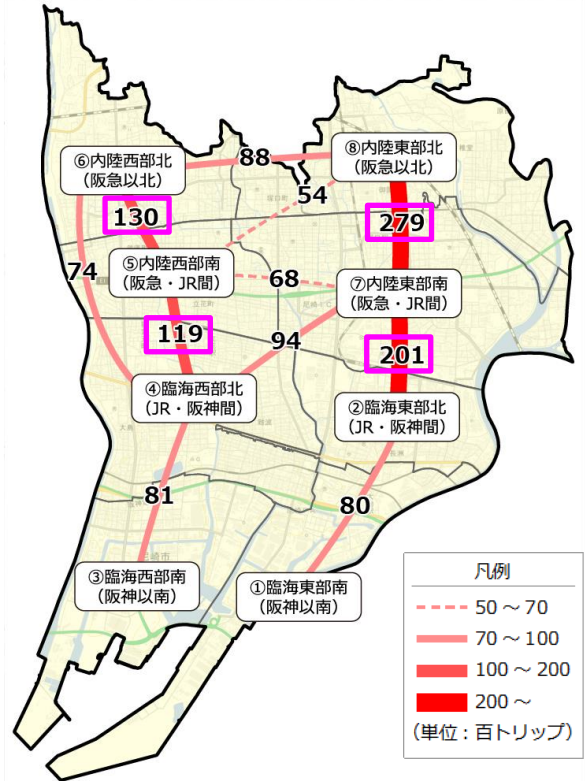 ⑧内陸東部北
(阪急以北)
⑥内陸西部北
(阪急以北)
88
54
130
279
⑤内陸西部南
(阪急・JR間)
74
68
⑦内陸東部南
(阪急・JR間)
119
94
201
④臨海西部北
(JR・阪神間)
②臨海東部北
(JR・阪神間)
81
80
③臨海西部南
(阪神以南)
①臨海東部南
(阪神以南)
凡例
50～70
70～100
100～200
200～
(単位：百トリップ)